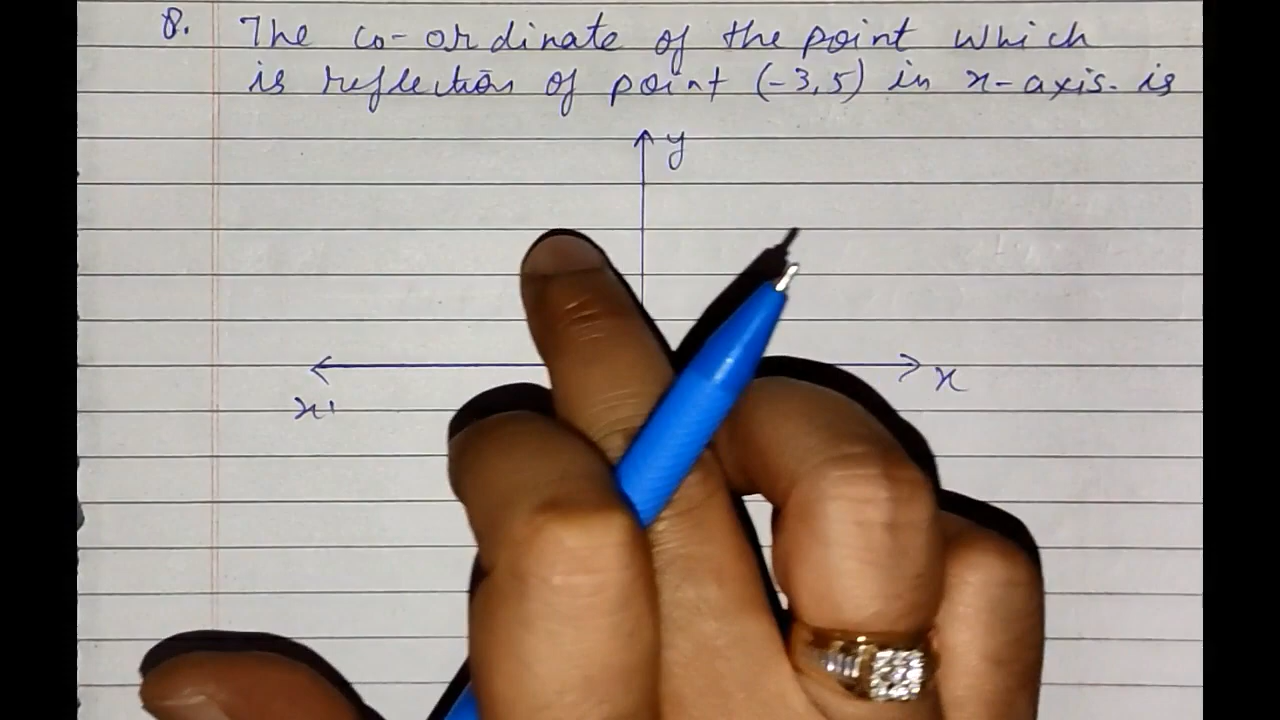 8. The co-ordinate of the point which
is reflection of point (-3,5) in x-axis. is
y
x
x'